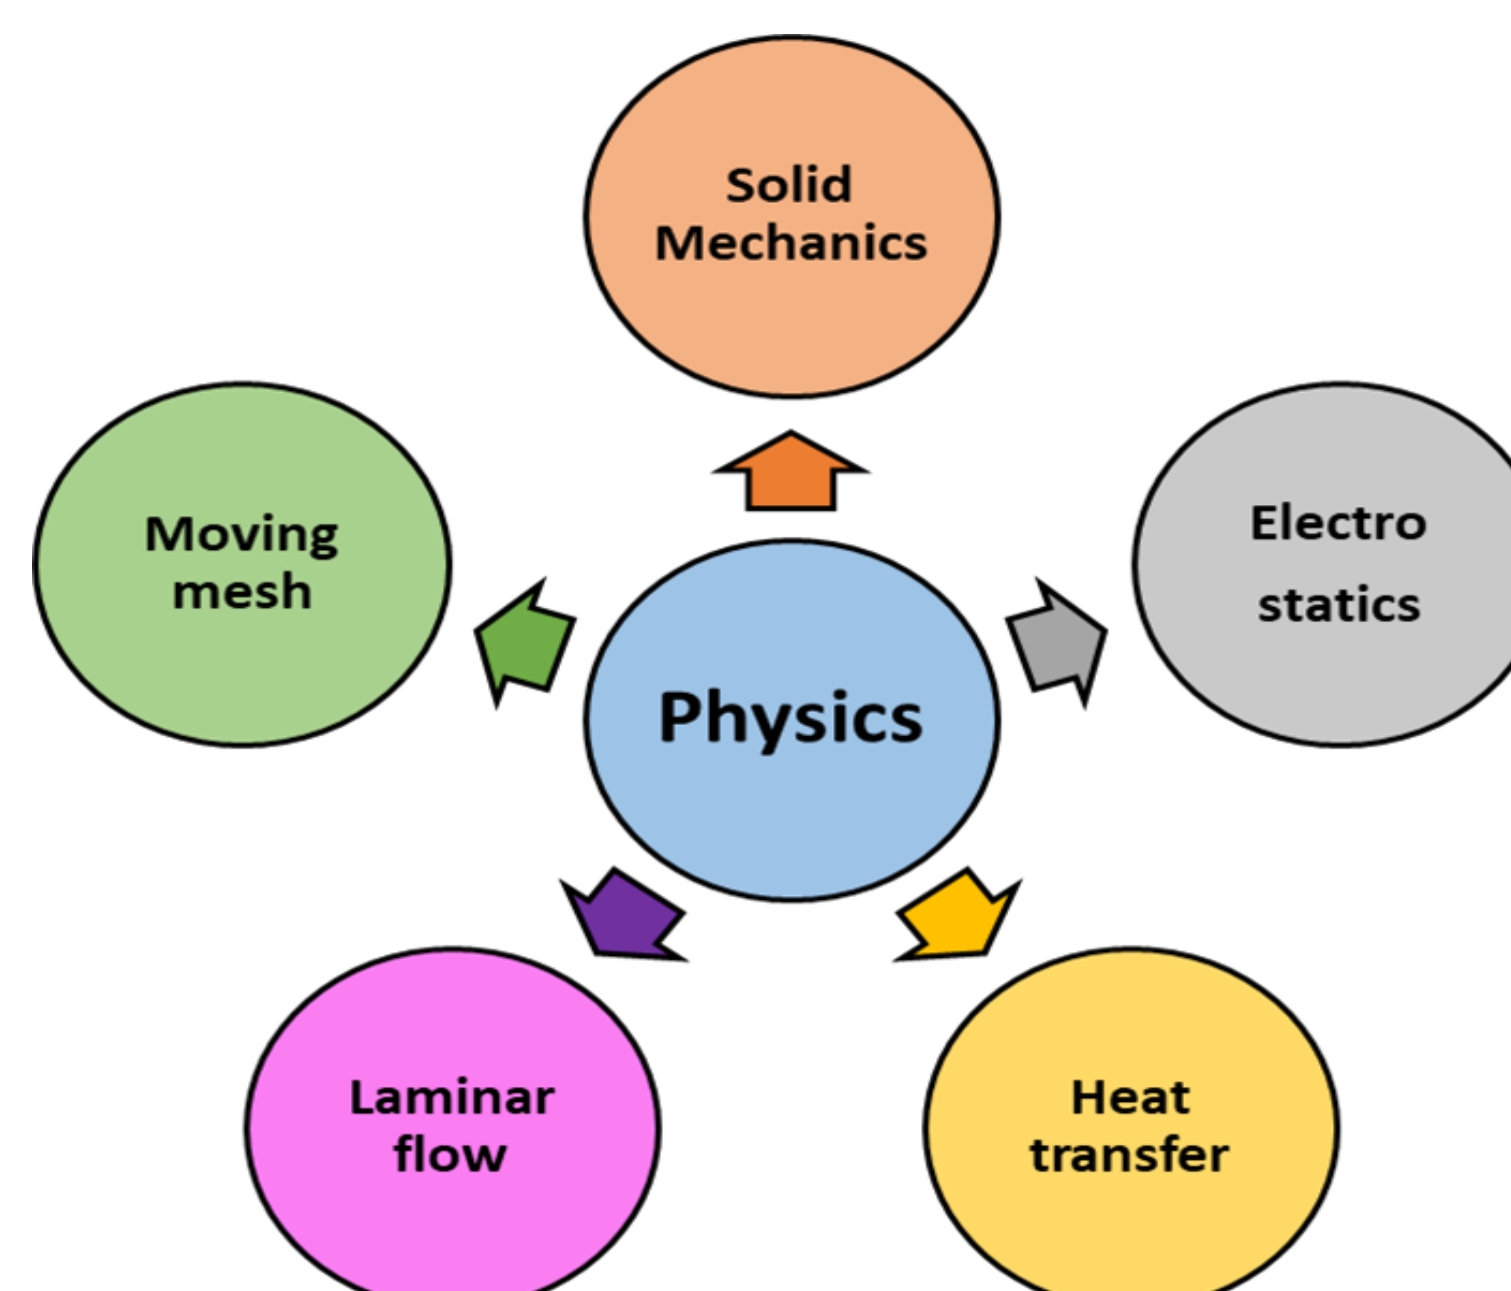 Solid
Mechanics
Moving
mesh
Electro
statics
Physics
Laminar
flow
Heat
transfer